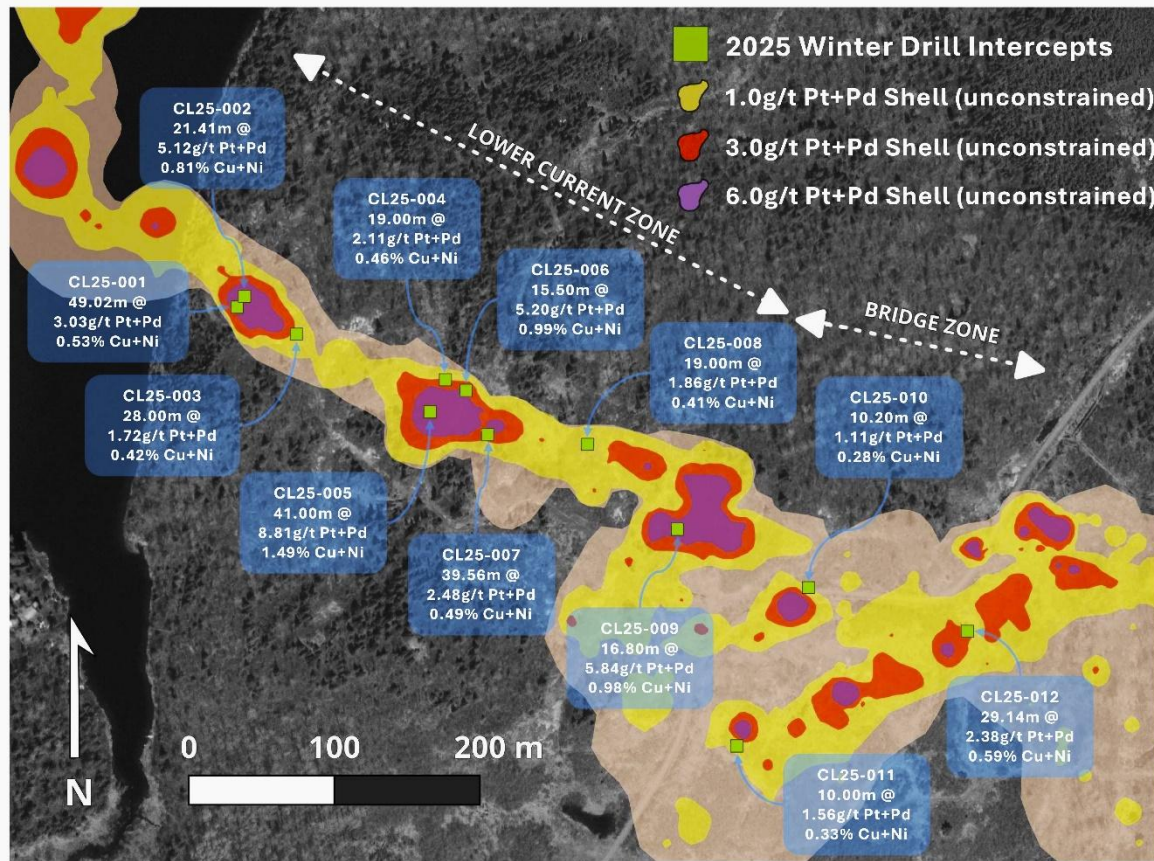 2025 Winter Drill Intercepts
1.0g/t Pt+Pd Shell (unconstrained)
3.0g/t Pt+Pd Shell (unconstrained)
6.0g/t Pt+Pd Shell (unconstrained)
LOWER CURRENT ZONE
BRIDGE ZONE
CL25-002
21.41m @
5.12g/t Pt+Pd
0.81% Cu+Ni
CL25-004
19.00m @
2.11g/t Pt+Pd
0.46% Cu+Ni
CL25-006
15.50m @
5.20g/t Pt+Pd
0.99% Cu+Ni
CL25-001
49.02m @
3.03g/t Pt+Pd
0.53% Cu+Ni
CL25-008
19.00m @
1.86g/t Pt+Pd
0.41% Cu+Ni
CL25-003
28.00m @
1.72g/t Pt+Pd
0.42% Cu+Ni
CL25-010
10.20m @
1.11g/t Pt+Pd
0.28% Cu+Ni
CL25-005
41.00m @
8.81g/t Pt+Pd
1.49% Cu+Ni
CL25-007
39.56m @
2.48g/t Pt+Pd
0.49% Cu+Ni
CL25-009
16.80m @
5.84g/t Pt+Pd
0.98% Cu+Ni
CL25-012
29.14m @
2.38g/t Pt+Pd
0.59% Cu+Ni
CL25-011
10.00m @
1.56g/t Pt+Pd
0.33% Cu+Ni
N
0 100 200 m